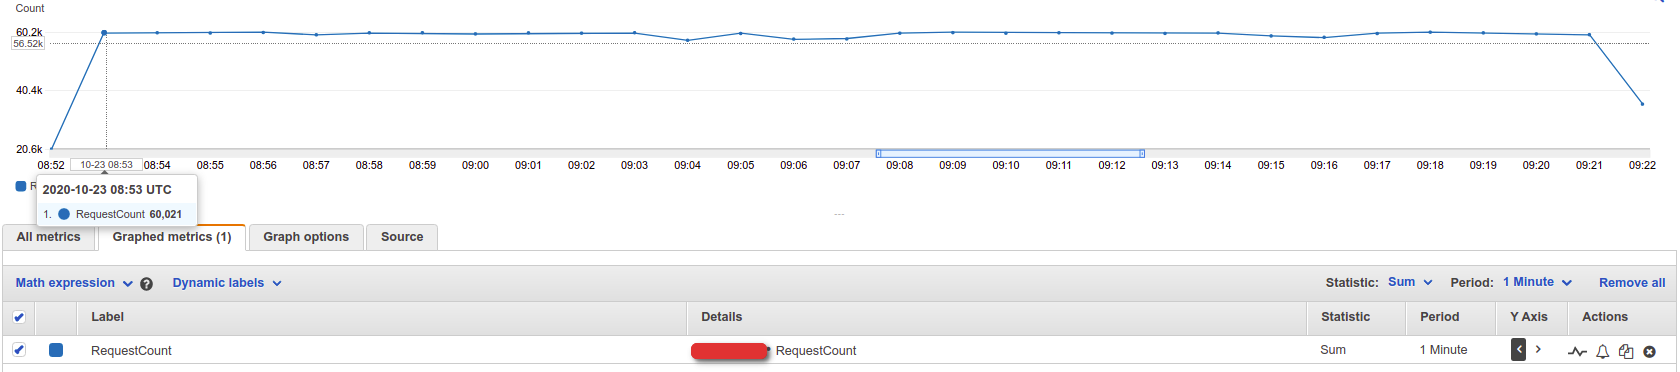 Count
60.2k
56.52k
40.4k
20.6k
08:52 10-23 08:53 08:54 08:55 08:56 08:57 08:58 08:59 09:00 09:01 09:02 09:03 09:04 09:05 09:06 09:07 09:08 09:09 09:10 09:11 09:12 09:13 09:14 09:15 09:16 09:17 09:18 09:19 09:20 09:21 09:22
2020-10-23 08:53 UTC
1. RequestCount 60,021
All metrics Graphed metrics (1) Graph options Source
Math expression ? Dynamic labels Statistic: Sum Period: 1 Minute Remove all
Label Details Statistic Period Y Axis Actions
RequestCount RequestCount Sum 1 Minute < >